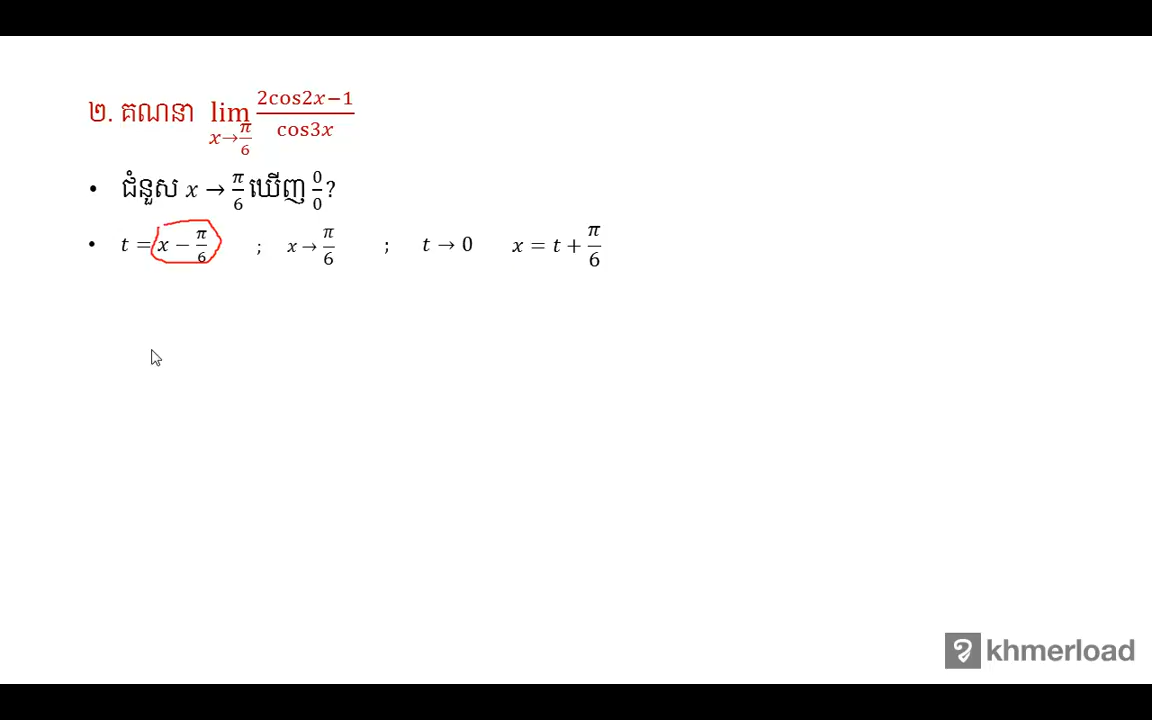 ២. គណនា lim x→π/6 (2cos2x−1)/(cos3x)
• ជំនួស x → π/6 ឃើញ 0/0?
• t = x − π/6 ; x → π/6 ; t → 0 x = t + π/6
khmerload